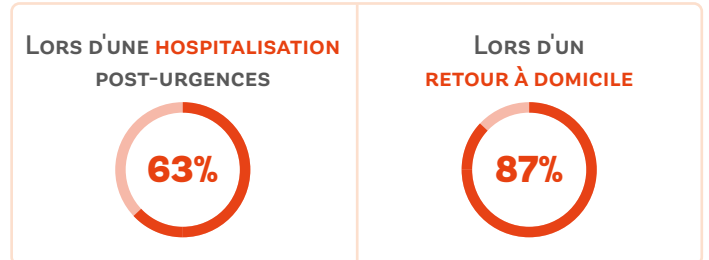 Lors d'une hospitalisation
post-urgences
63%
Lors d'un
retour à domicile
87%